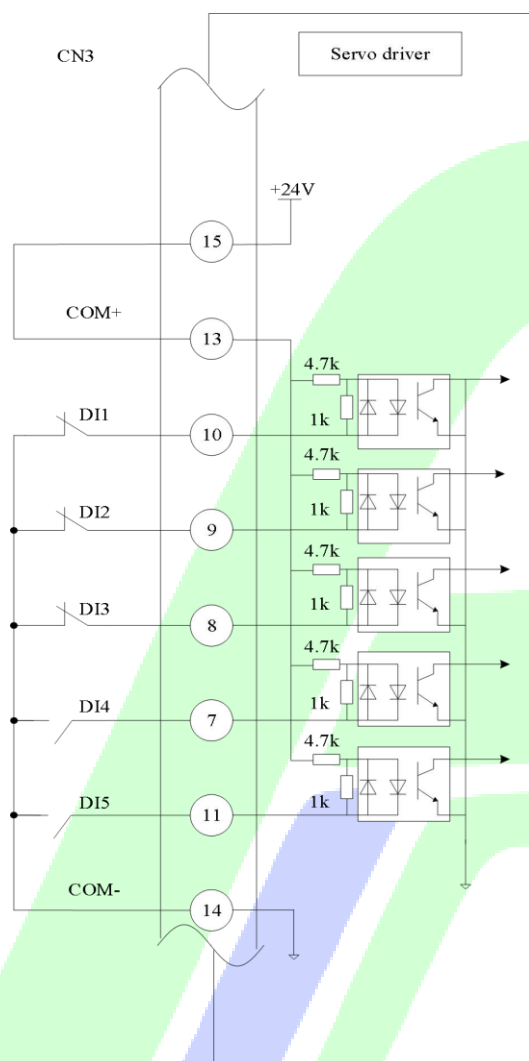 CN3
Servo driver
+24V
15
COM+
13
4.7k
DI1
10
1k
4.7k
DI2
9
1k
4.7k
DI3
8
1k
4.7k
DI4
7
1k
4.7k
DI5
11
1k
COM-
14